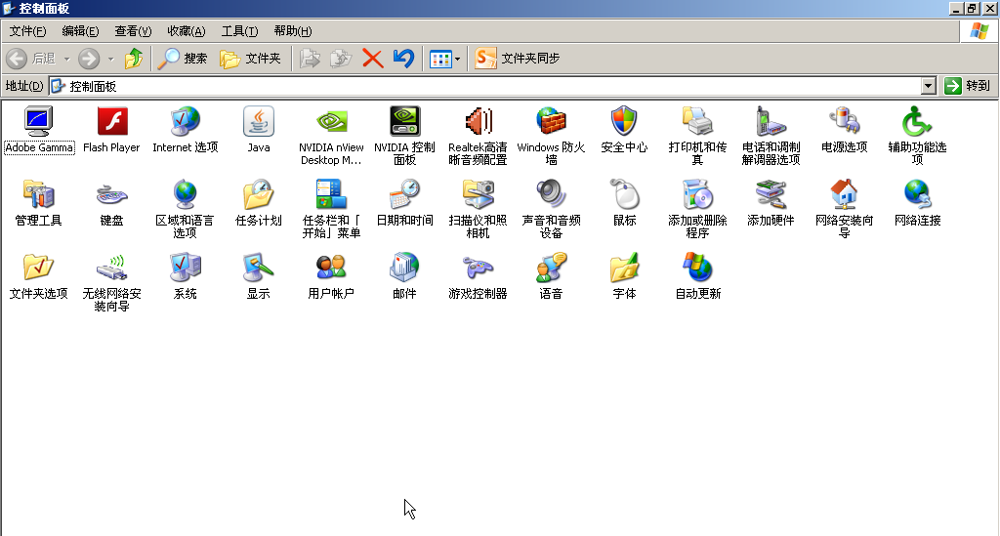 控制面板
文件(F) 编辑(E) 查看(V) 收藏(A) 工具(T) 帮助(H)
后退 搜索 文件夹 S 文件夹同步
地址(D) 控制面板 转到
Adobe Gamma
Flash Player
Internet 选项
Java
NVIDIA nView
Desktop M...
NVIDIA 控制
面板
Realtek高清
晰音频配置
Windows 防火
墙
安全中心
打印机和传
真
电话和调制
解调器选项
电源选项
辅助功能选
项
管理工具
键盘
区域和语言
选项
任务计划
任务栏和「
开始」菜单
日期和时间
扫描仪和照
相机
声音和音频
设备
鼠标
添加或删除
程序
添加硬件
网络安装向
导
网络连接
文件夹选项
无线网络安
装向导
系统
显示
用户帐户
邮件
游戏控制器
语音
字体
自动更新